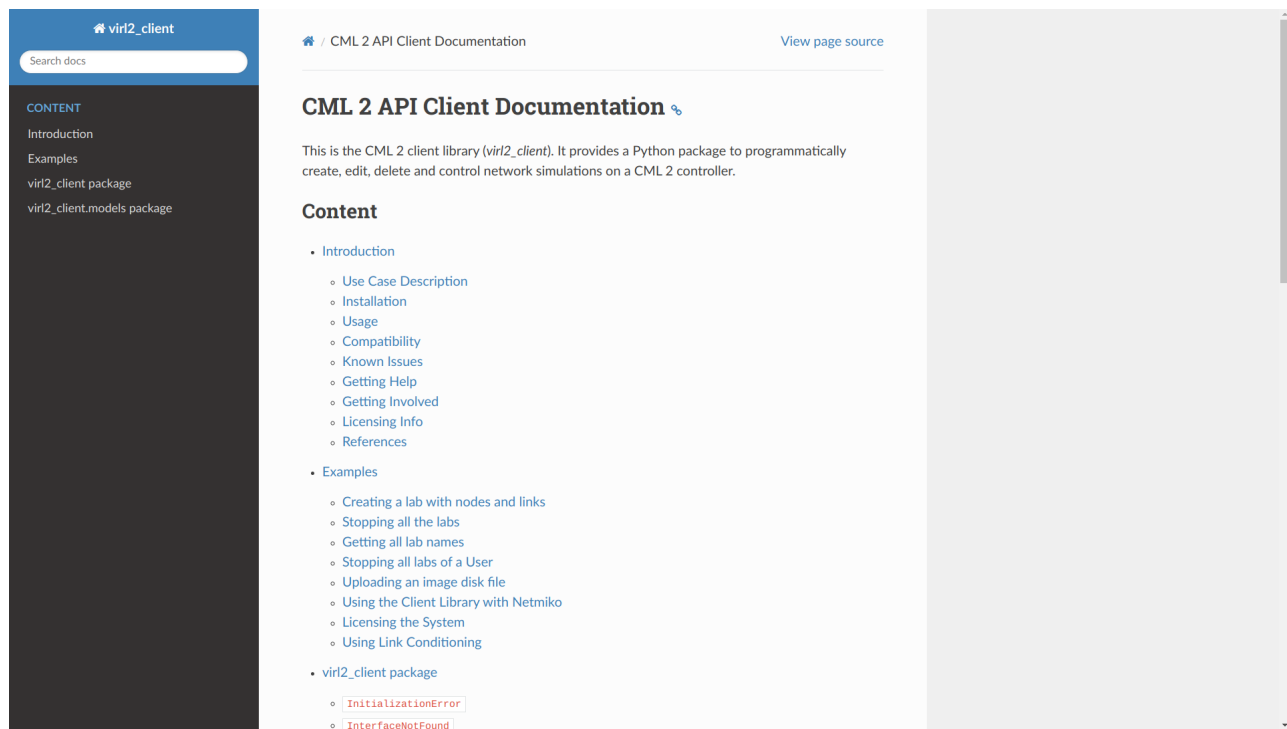 virl2_client
Search docs
CONTENT
Introduction
Examples
virl2_client package
virl2_client.models package
/ CML 2 API Client Documentation
View page source
CML 2 API Client Documentation
This is the CML 2 client library (virl2_client). It provides a Python package to programmatically
create, edit, delete and control network simulations on a CML 2 controller.
Content
• Introduction
◦ Use Case Description
◦ Installation
◦ Usage
◦ Compatibility
◦ Known Issues
◦ Getting Help
◦ Getting Involved
◦ Licensing Info
◦ References
• Examples
◦ Creating a lab with nodes and links
◦ Stopping all the labs
◦ Getting all lab names
◦ Stopping all labs of a User
◦ Uploading an image disk file
◦ Using the Client Library with Netmiko
◦ Licensing the System
◦ Using Link Conditioning
• virl2_client package
◦ InitializationError
◦ InterfaceNotFound